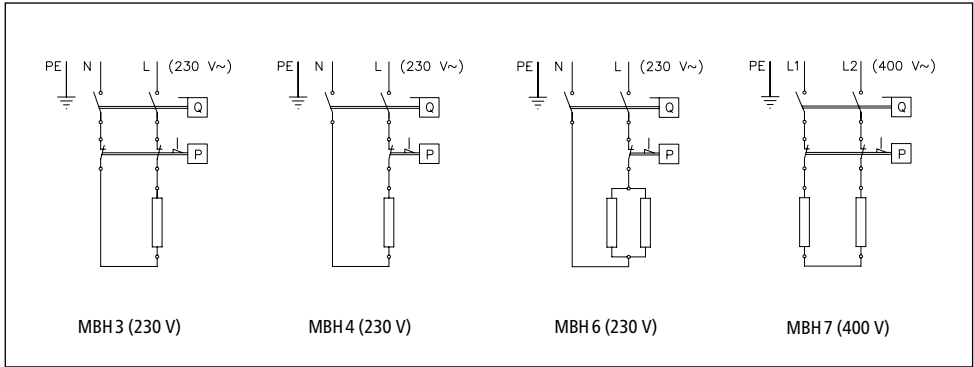 PE N L (230 V~) PE N L (230 V~) PE N L (230 V~) PE L1 L2 (400 V~)
Q Q Q Q
P P P P
MBH 3 (230 V) MBH 4 (230 V) MBH 6 (230 V) MBH 7 (400 V)